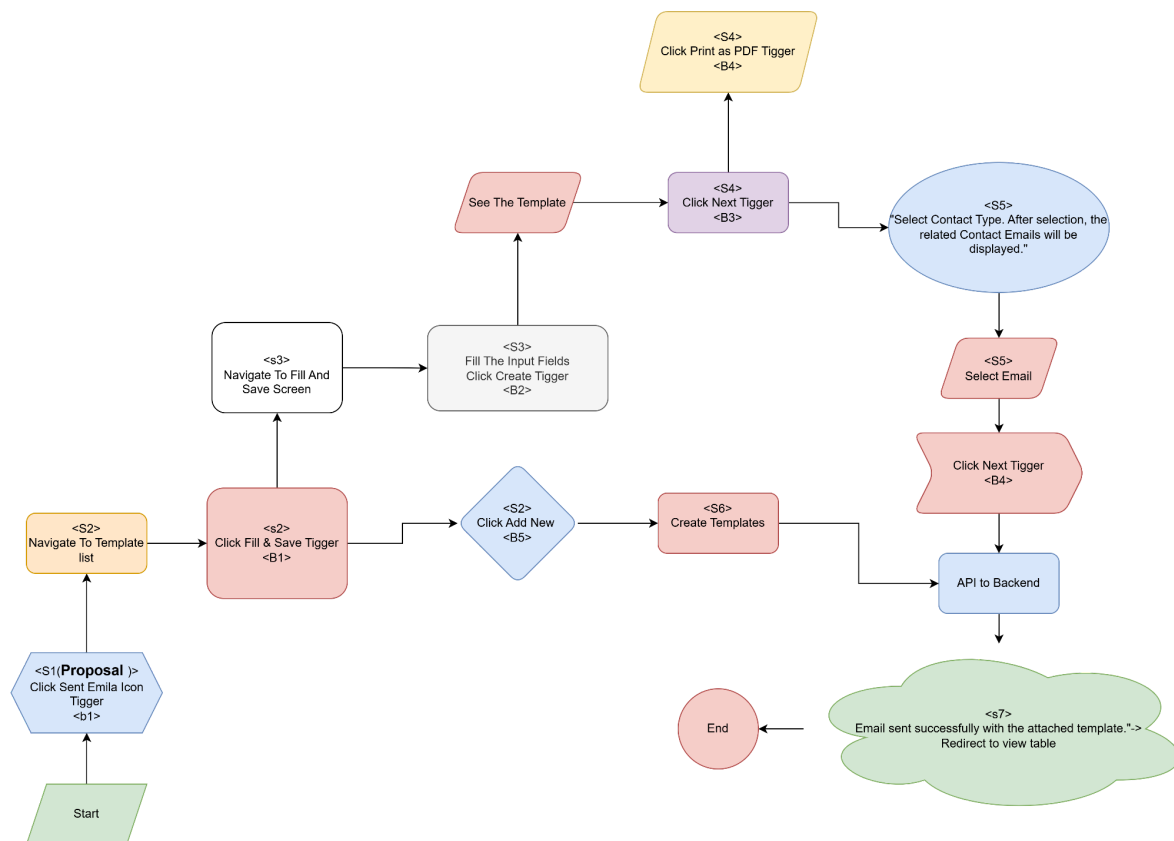 <S4>
Click Print as PDF Tigger
<B4>
See The Template
<S4>
Click Next Tigger
<B3>
<S5>
"Select Contact Type. After selection, the
related Contact Emails will be
displayed."
<s3>
Navigate To Fill And
Save Screen
<S3>
Fill The Input Fields
Click Create Tigger
<B2>
<S5>
Select Email
Click Next Tigger
<B4>
<S2>
Navigate To Template
list
<s2>
Click Fill & Save Tigger
<B1>
<S2>
Click Add New
<B5>
<S6>
Create Templates
API to Backend
<S1(Proposal )>
Click Sent Emila Icon
Tigger
<b1>
<s7>
Email sent successfully with the attached template."->
Redirect to view table
End
Start